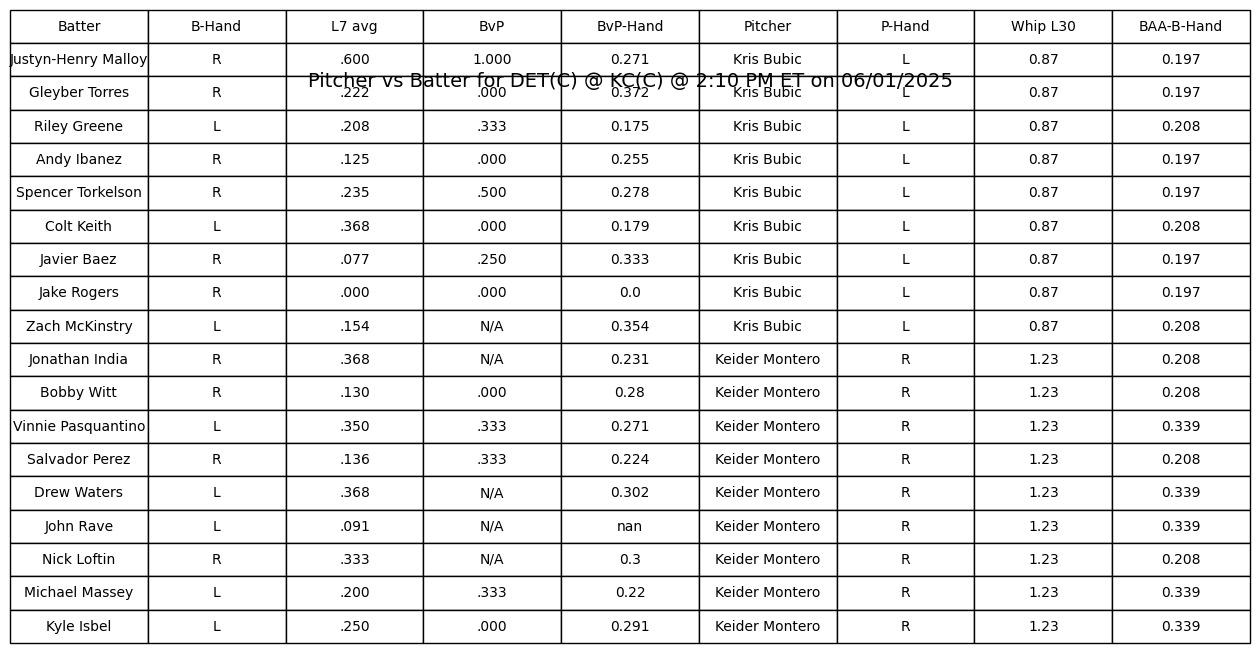 Batter B-Hand L7 avg BvP BvP-Hand Pitcher P-Hand Whip L30 BAA-B-Hand
Justyn-Henry Malloy R .600 1.000 0.271 Kris Bubic L 0.87 0.197
Pitcher vs Batter for DET(C) @ KC(C) @ 2:10 PM ET on 06/01/2025
Gleyber Torres R .222 .000 0.372 Kris Bubic L 0.87 0.197
Riley Greene L .208 .333 0.175 Kris Bubic L 0.87 0.208
Andy Ibanez R .125 .000 0.255 Kris Bubic L 0.87 0.197
Spencer Torkelson R .235 .500 0.278 Kris Bubic L 0.87 0.197
Colt Keith L .368 .000 0.179 Kris Bubic L 0.87 0.208
Javier Baez R .077 .250 0.333 Kris Bubic L 0.87 0.197
Jake Rogers R .000 .000 0.0 Kris Bubic L 0.87 0.197
Zach McKinstry L .154 N/A 0.354 Kris Bubic L 0.87 0.208
Jonathan India R .368 N/A 0.231 Keider Montero R 1.23 0.208
Bobby Witt R .130 .000 0.28 Keider Montero R 1.23 0.208
Vinnie Pasquantino L .350 .333 0.271 Keider Montero R 1.23 0.339
Salvador Perez R .136 .333 0.224 Keider Montero R 1.23 0.208
Drew Waters L .368 N/A 0.302 Keider Montero R 1.23 0.339
John Rave L .091 N/A nan Keider Montero R 1.23 0.339
Nick Loftin R .333 N/A 0.3 Keider Montero R 1.23 0.208
Michael Massey L .200 .333 0.22 Keider Montero R 1.23 0.339
Kyle Isbel L .250 .000 0.291 Keider Montero R 1.23 0.339